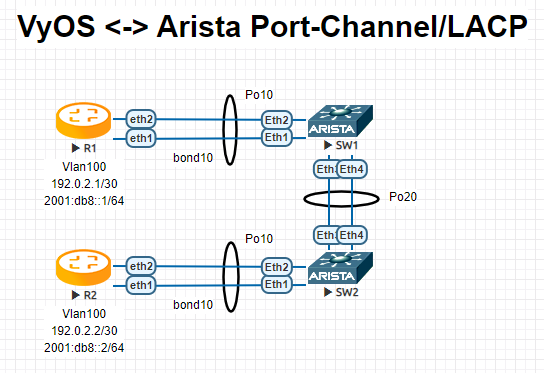 VyOS <-> Arista Port-Channel/LACP
Po10
eth2
Eth2
ARISTA
eth1
Eth1
R1
SW1
bond10
Vlan100
192.0.2.1/30
2001:db8::1/64
Eth4
Po20
Po10
Eth4
eth2
Eth2
ARISTA
eth1
Eth1
R2
SW2
bond10
Vlan100
192.0.2.2/30
2001:db8::2/64